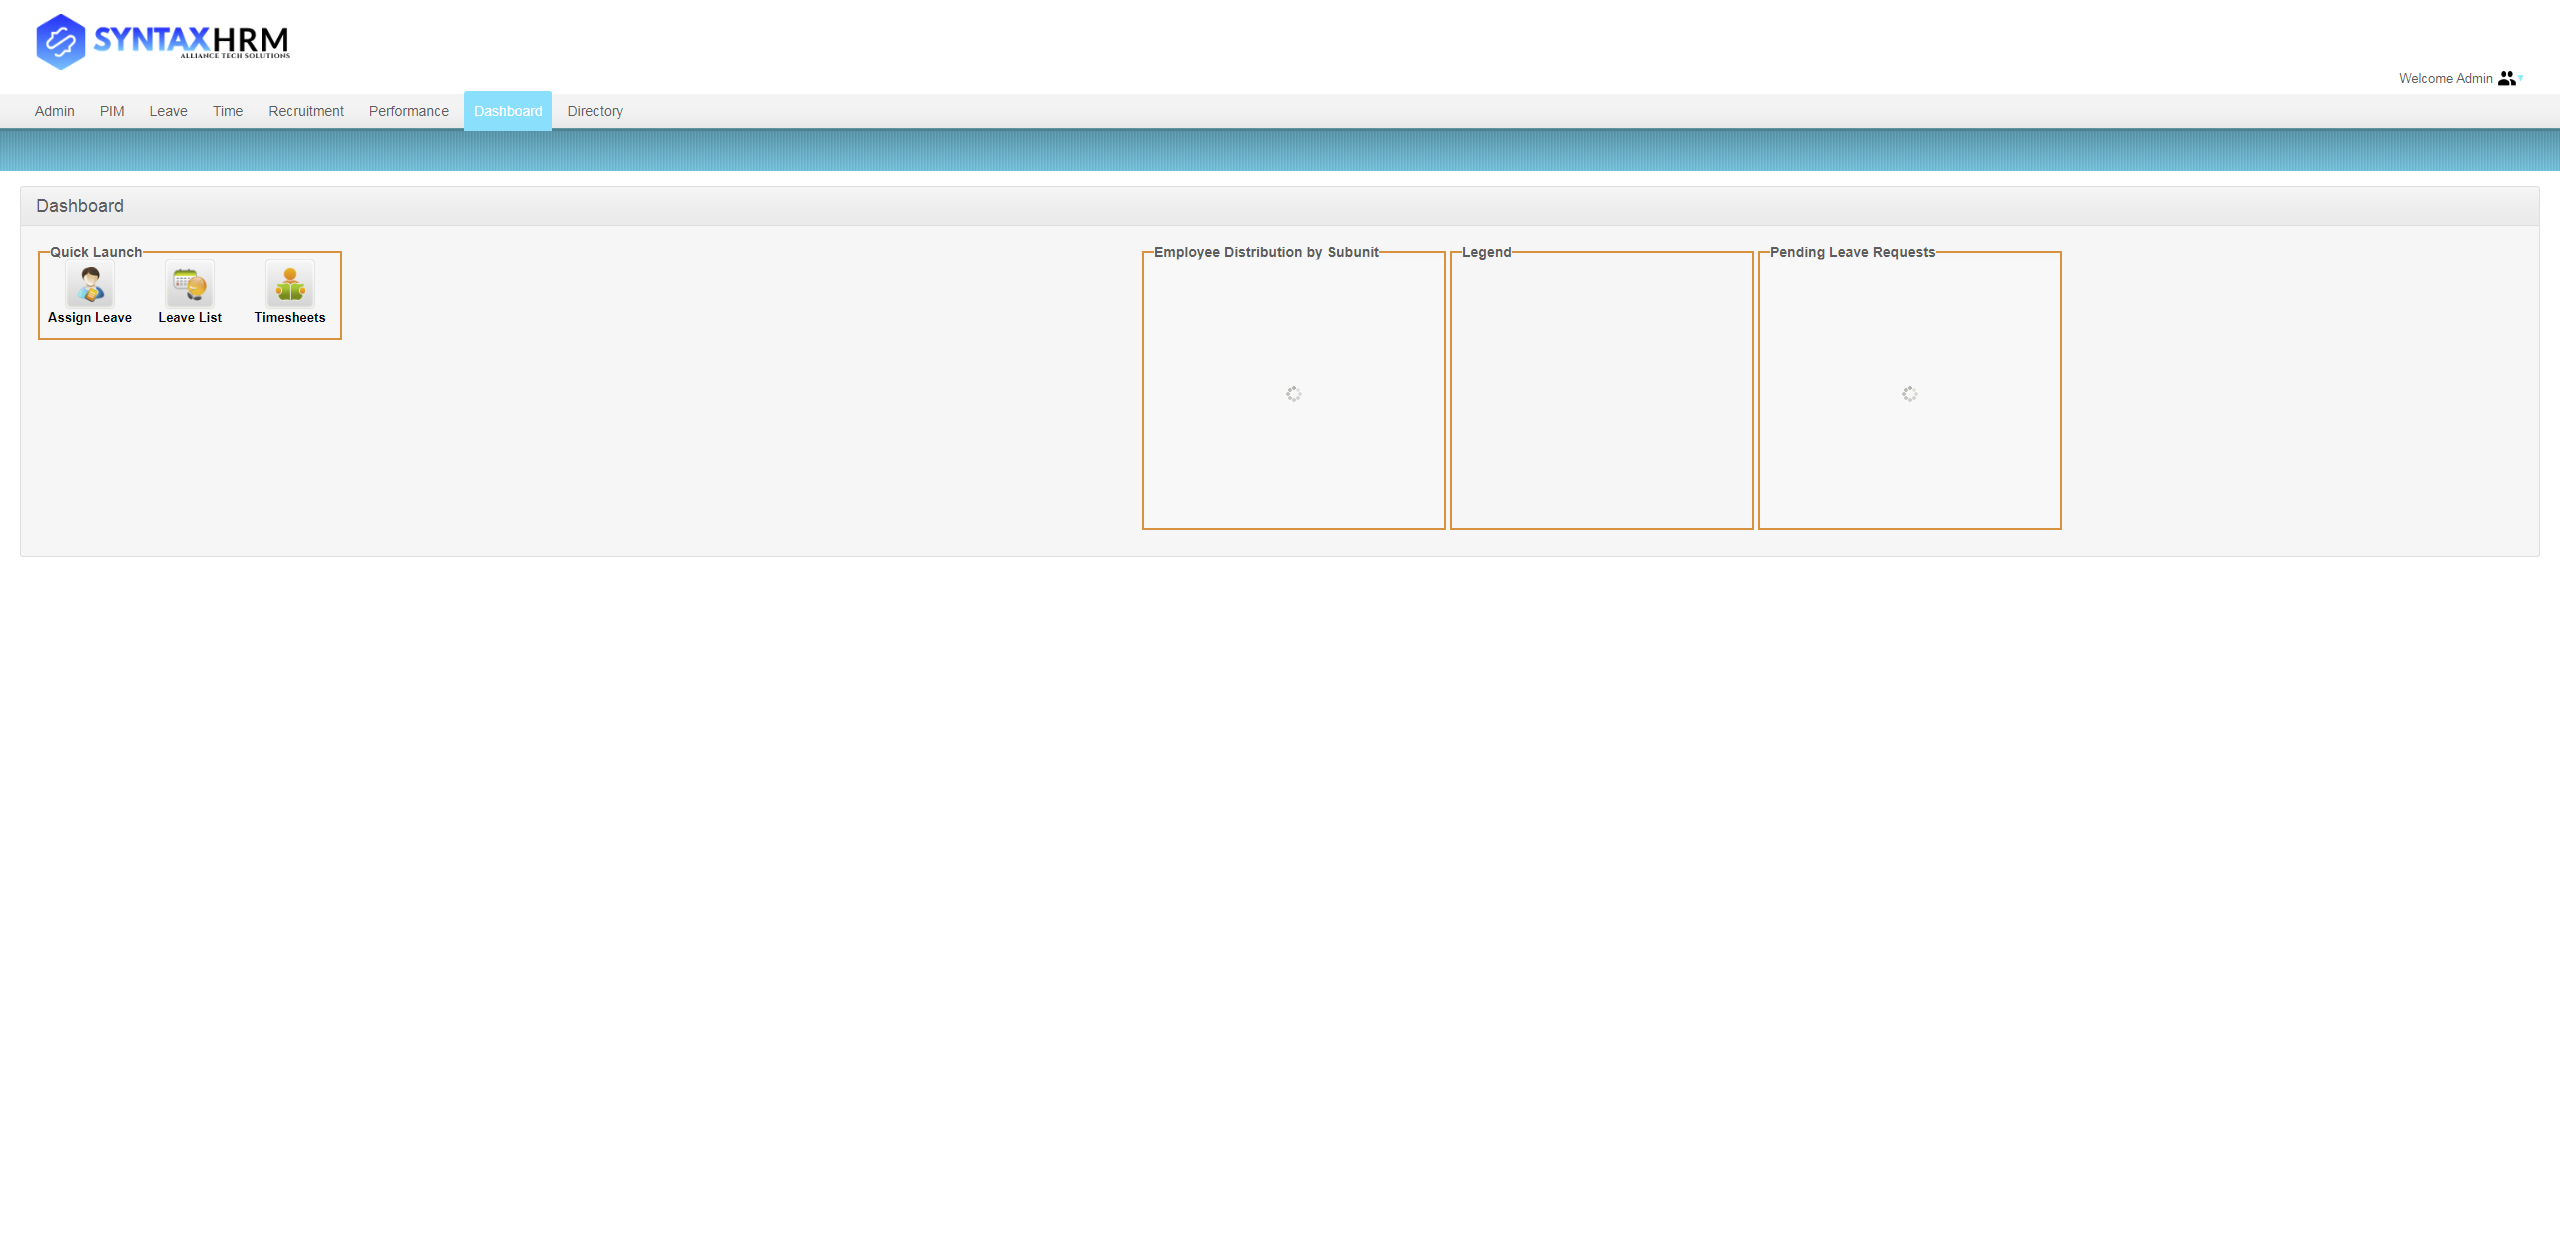 SYNTAXHRM
ALLIANCE TECH SOLUTIONS
Welcome Admin
Admin PIM Leave Time Recruitment Performance Dashboard Directory
Dashboard
Quick Launch
Assign Leave Leave List Timesheets
Employee Distribution by Subunit
Legend
Pending Leave Requests